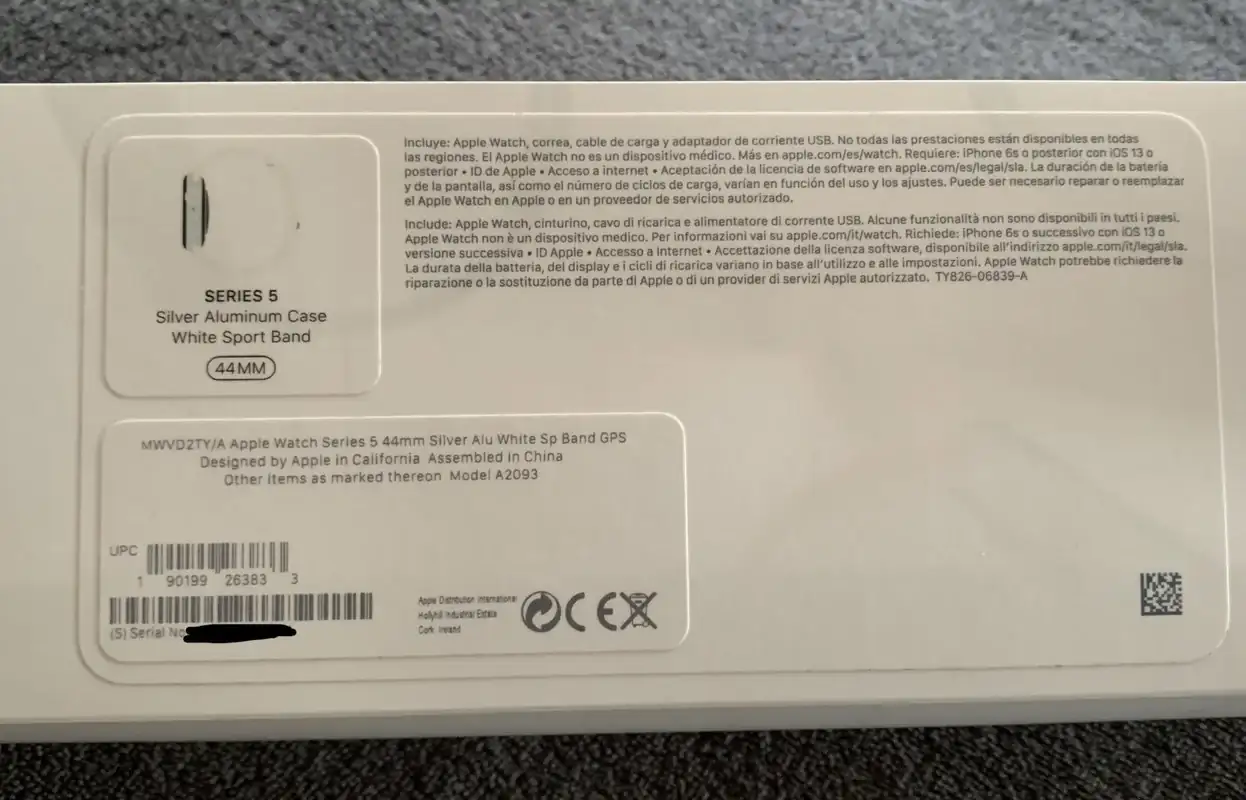 Incluye: Apple Watch, correa, cable de carga y adaptador de corriente USB. No todas las prestaciones están disponibles en todas
las regiones. El Apple Watch no es un dispositivo médico. Más en apple.com/es/watch. Requiere: iPhone 6s o posterior con iOS 13 o
posterior • ID de Apple • Acceso a internet • Aceptación de la licencia de software en apple.com/es/legal/sla. La duración de la batería
y de la pantalla, así como el número de ciclos de carga, varían en función del uso y los ajustes. Puede ser necesario reparar o reemplazar
el Apple Watch en Apple o en un proveedor de servicios autorizado.
Include: Apple Watch, cinturino, cavo di ricarica e alimentatore di corrente USB. Alcune funzionalità non sono disponibili in tutti i paesi.
Apple Watch non è un dispositivo medico. Per informazioni vai su apple.com/it/watch. Richiede: iPhone 6s o successivo con iOS 13 o
versione successiva • ID Apple • Accesso a Internet • Accettazione della licenza software, disponibile all'indirizzo apple.com/it/legal/sla.
La durata della batteria, del display e i cicli di ricarica variano in base all'utilizzo e alle impostazioni. Apple Watch potrebbe richiedere la
riparazione o la sostituzione da parte di Apple o di un provider di servizi Apple autorizzato. TY826-06839-A
SERIES 5
Silver Aluminum Case
White Sport Band
44MM
MWVD2TY/A Apple Watch Series 5 44mm Silver Alu White Sp Band GPS
Designed by Apple in California Assembled in China
Other items as marked thereon Model A2093
UPC
1 90199 26383 3
(S) Serial No
Apple Distribution International
Hollyhill Industrial Estate
Cork Ireland
CE